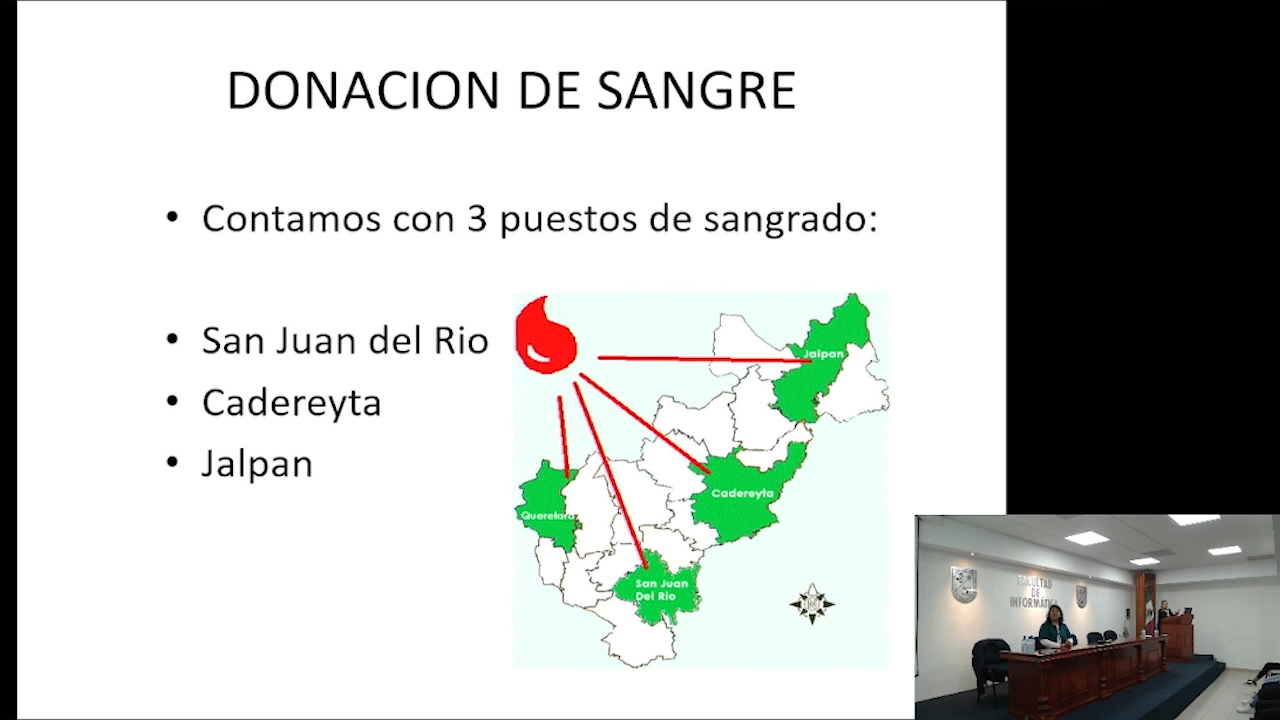 DONACION DE SANGRE
• Contamos con 3 puestos de sangrado:
• San Juan del Rio
• Cadereyta
• Jalpan
Jalpan
Cadereyta
Queretaro
San Juan
Del Rio
FACULTAD
DE
INFORMATICA